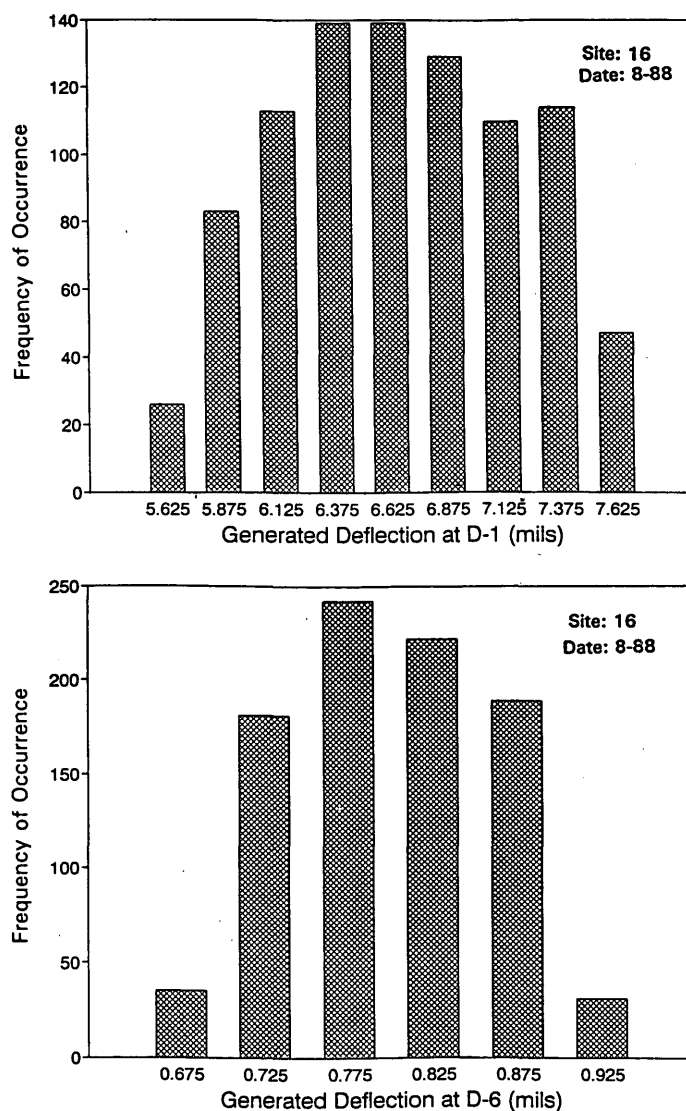 140
120
100
80
60
40
20
0
Frequency of Occurrence
Site: 16
Date: 8-88
5.625 5.875 6.125 6.375 6.625 6.875 7.125 7.375 7.625
Generated Deflection at D-1 (mils)
250
200
150
100
50
0
Frequency of Occurrence
Site: 16
Date: 8-88
0.675 0.725 0.775 0.825 0.875 0.925
Generated Deflection at D-6 (mils)